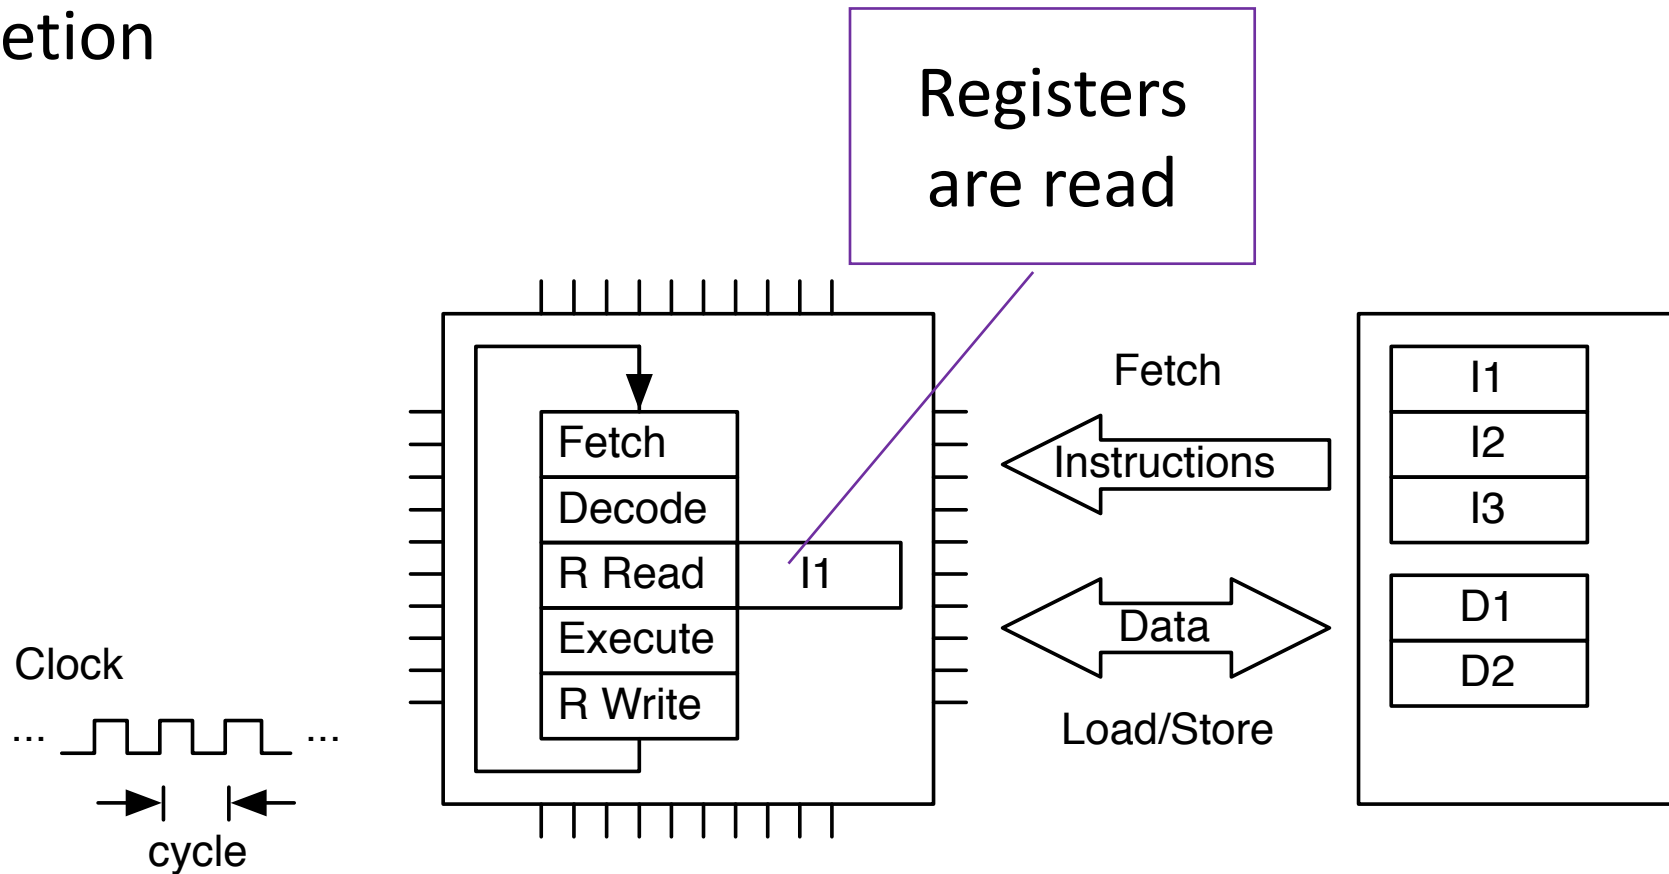 etion
Registers
are read
Fetch
Decode
R Read
I1
Execute
R Write
Fetch
Instructions
Data
Load/Store
I1
I2
I3
D1
D2
Clock
... ...
cycle